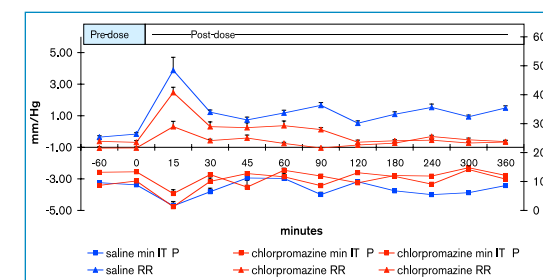 Pre-dose Post-dose
5,00
3,00
1,00
-1,00
-3,00
-5,00
mm/Hg
60
50
40
30
20
10
0
-60 0 15 30 45 60 90 120 180 240 300 360
minutes
saline min IT P chlorpromazine min IT P chlorpromazine min IT P
saline RR chlorpromazine RR chlorpromazine RR